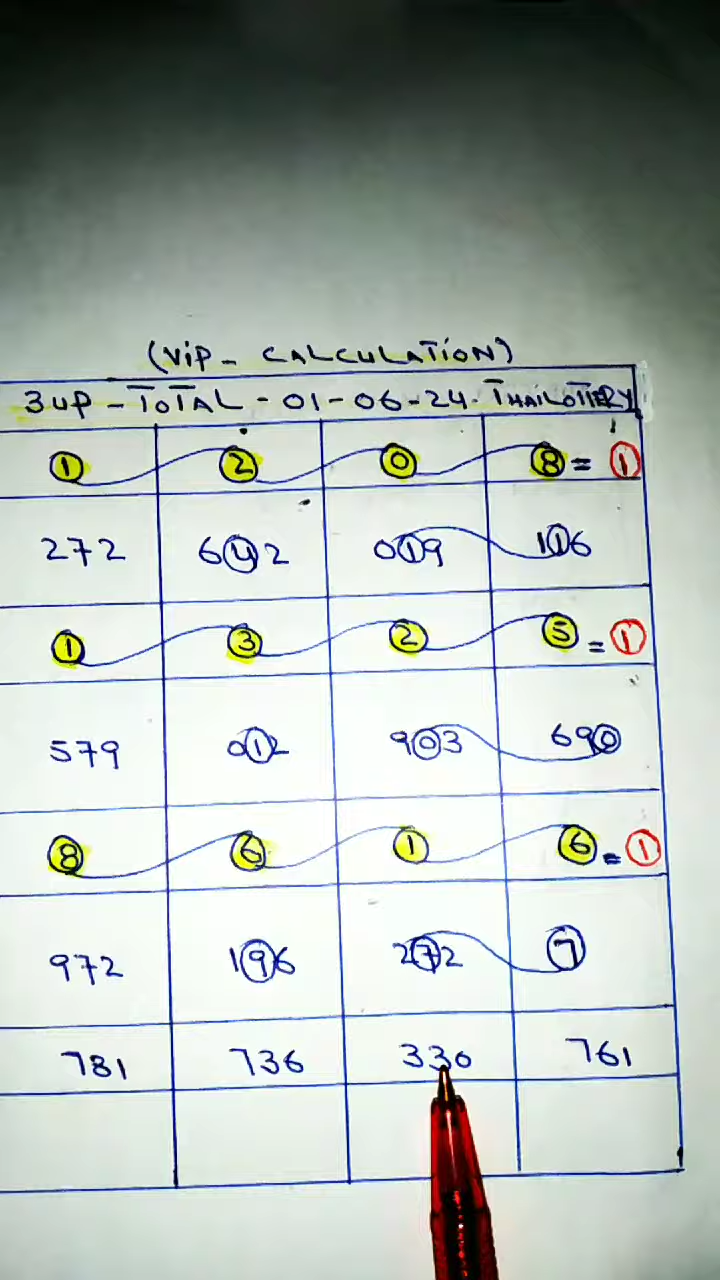 (VIP - CALCULATION)
3UP - TOTAL - 01-06-24. THAILOTTERY
1 2 0 8 = 1
272 642 019 116
1 3 2 5 = 1
579 012 903 690
8 6 1 6 = 1
972 196 272 7
781 736 330 761